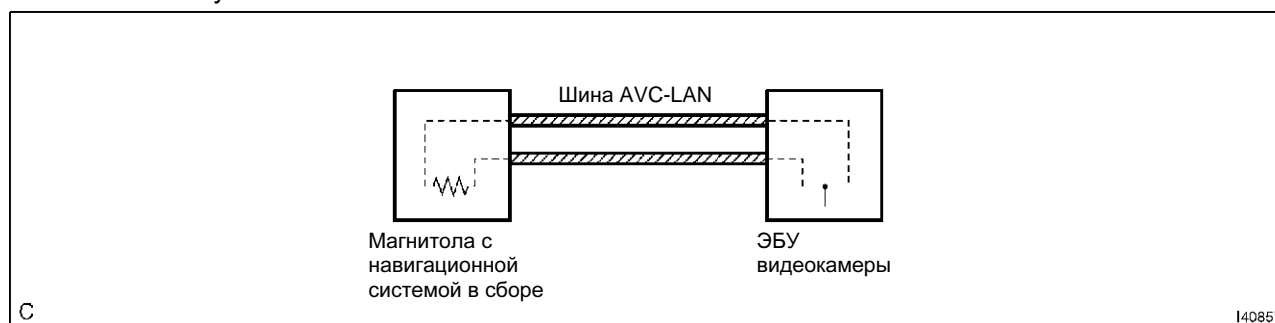 Шина AVC-LAN
Магнитола с
навигационной
системой в сборе
ЭБУ
видеокамеры
C
I4085